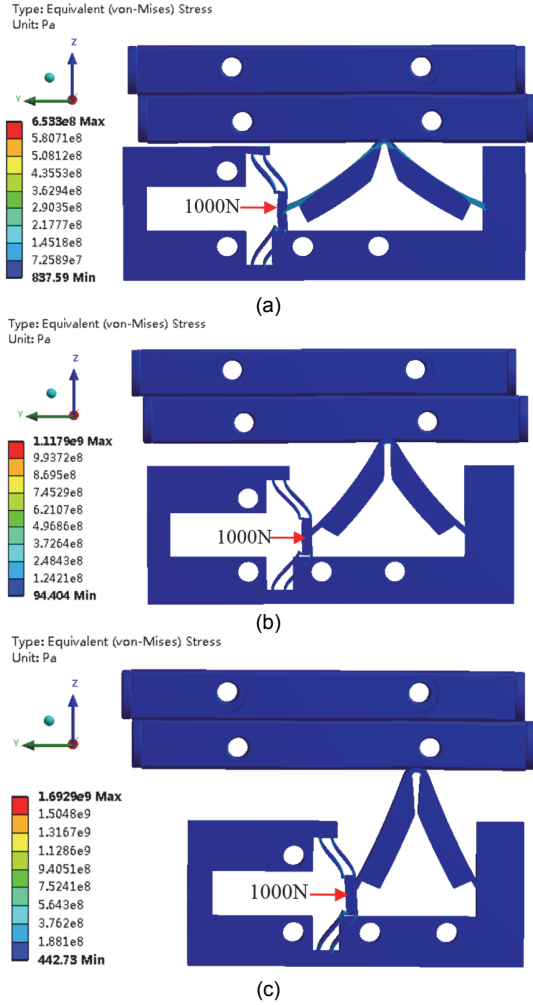 Type: Equivalent (von-Mises) Stress
Unit: Pa
Z
Y
6.533e8 Max
5.8071e8
5.0812e8
4.3553e8
3.6294e8
2.9035e8
2.1777e8
1.4518e8
7.2589e7
837.59 Min
1000N
(a)
Type: Equivalent (von-Mises) Stress
Unit: Pa
Z
Y
1.1179e9 Max
9.9372e8
8.695e8
7.4529e8
6.2107e8
4.9686e8
3.7264e8
2.4843e8
1.2421e8
94.404 Min
1000N
(b)
Type: Equivalent (von-Mises) Stress
Unit: Pa
Z
Y
1.6929e9 Max
1.5048e9
1.3167e9
1.1286e9
9.4051e8
7.5241e8
5.643e8
3.762e8
1.881e8
442.73 Min
1000N
(c)